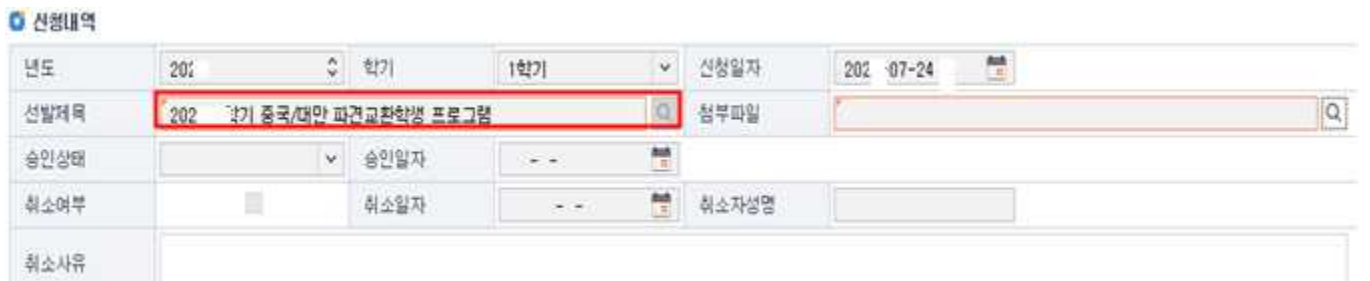 신청내역
년도 202 학기 1학기 신청일자 202 -07-24
선발제목 202 학기 중국/대만 파견교환학생 프로그램 첨부파일
승인상태 승인일자 - -
취소여부 취소일자 - - 취소자성명
취소사유